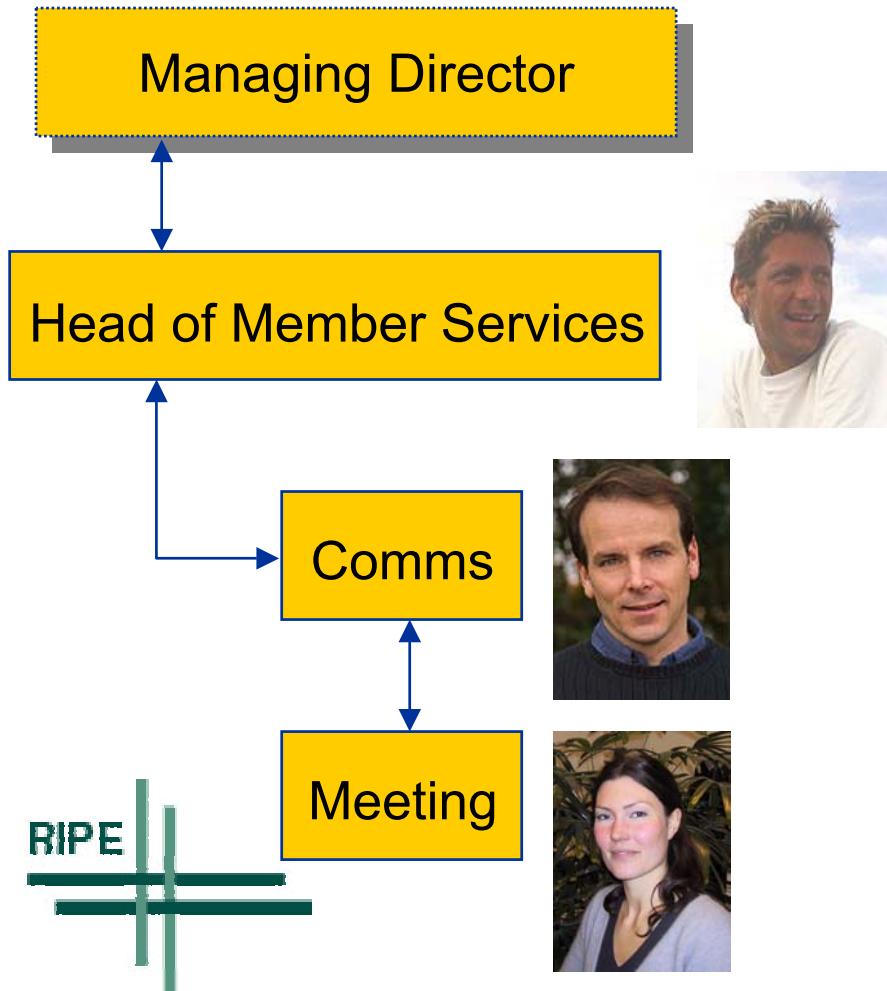 Managing Director
Head of Member Services
Comms
Meeting
RIPE